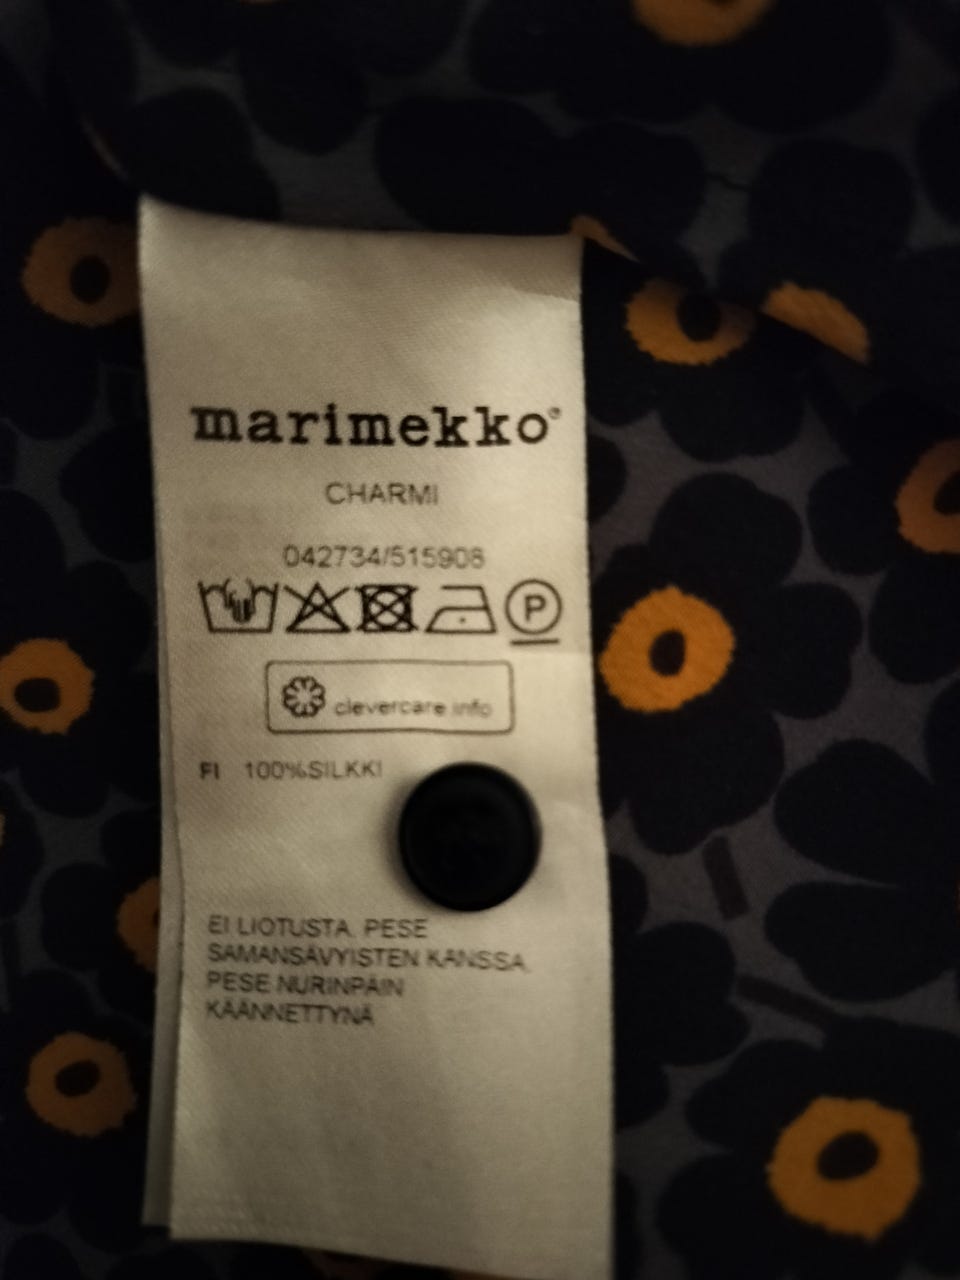 marimekko®
CHARMI
042734/515908
P
clevercare.info
FI 100%SILKKI
EI LIOTUSTA. PESE
SAMANSÄVYISTEN KANSSA.
PESE NURINPÄIN
KÄÄNNETTYNÄ